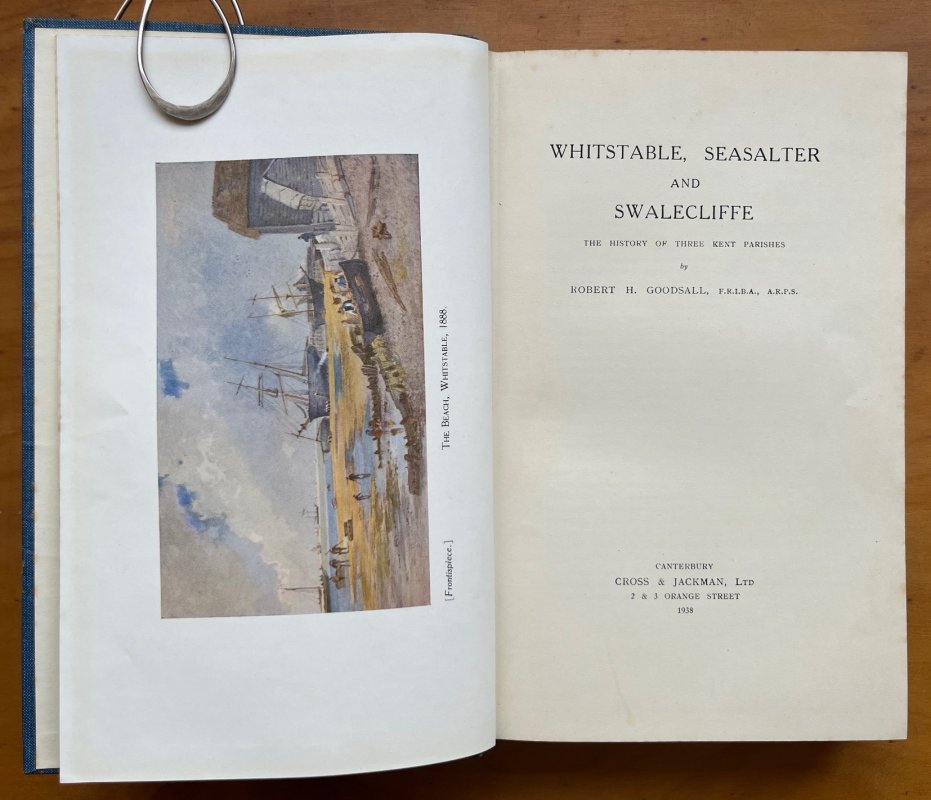 THE BEACH, WHITSTABLE, 1888.
[Frontispiece.]
WHITSTABLE, SEASALTER
AND
SWALECLIFFE
THE HISTORY OF THREE KENT PARISHES
by
ROBERT H. GOODSALL, F.R.I.B.A., A.R.P.S.
CANTERBURY
CROSS & JACKMAN, LTD
2 & 3 ORANGE STREET
1938